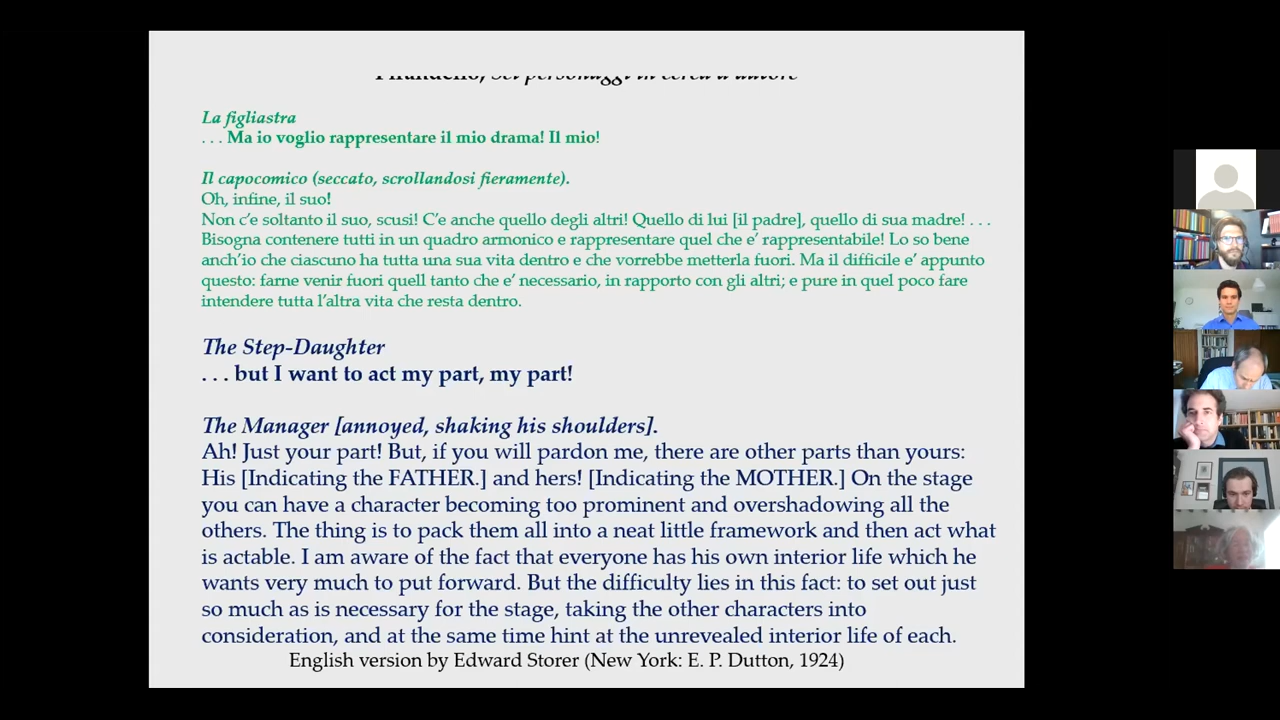 Pirandello, Sei personaggi in cerca d'autore
La figliastra
. . . Ma io voglio rappresentare il mio drama! Il mio!
Il capocomico (seccato, scrollandosi fieramente).
Oh, infine, il suo!
Non c'e soltanto il suo, scusi! C'e anche quello degli altri! Quello di lui [il padre], quello di sua madre! . . .
Bisogna contenere tutti in un quadro armonico e rappresentare quel che e' rappresentabile! Lo so bene
anch'io che ciascuno ha tutta una sua vita dentro e che vorrebbe metterla fuori. Ma il difficile e' appunto
questo: farne venir fuori quell tanto che e' necessario, in rapporto con gli altri; e pure in quel poco fare
intendere tutta l'altra vita che resta dentro.
The Step-Daughter
. . . but I want to act my part, my part!
The Manager [annoyed, shaking his shoulders].
Ah! Just your part! But, if you will pardon me, there are other parts than yours:
His [Indicating the FATHER.] and hers! [Indicating the MOTHER.] On the stage
you can have a character becoming too prominent and overshadowing all the
others. The thing is to pack them all into a neat little framework and then act what
is actable. I am aware of the fact that everyone has his own interior life which he
wants very much to put forward. But the difficulty lies in this fact: to set out just
so much as is necessary for the stage, taking the other characters into
consideration, and at the same time hint at the unrevealed interior life of each.
English version by Edward Storer (New York: E. P. Dutton, 1924)